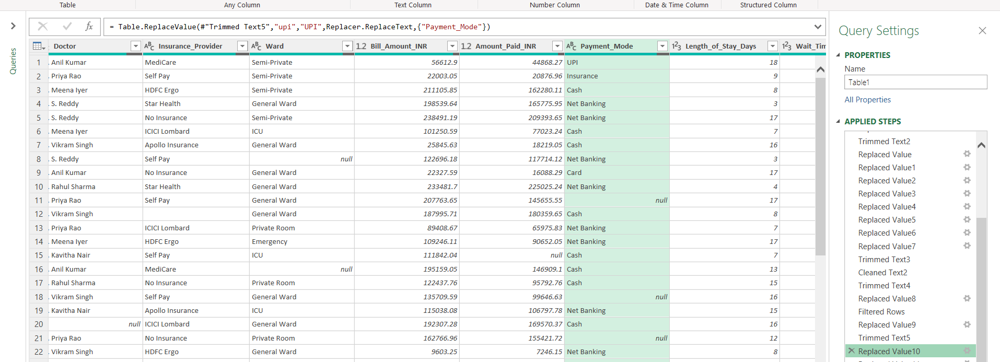 Table Any Column Text Column Number Column Date & Time Column Structured Column
Queries
fx = Table.ReplaceValue(#"Trimmed Text5","upi","UPI",Replacer.ReplaceText,{"Payment_Mode"})
Doctor ABC Insurance_Provider ABC Ward 1.2 Bill_Amount_INR 1.2 Amount_Paid_INR ABC Payment_Mode 123 Length_of_Stay_Days 123 Wait_Tim
1 . Anil Kumar MediCare Semi-Private 56612.9 44868.27 UPI 18
2 . Priya Rao Self Pay Semi-Private 22003.05 20876.96 Insurance 9
3 . Meena Iyer HDFC Ergo Semi-Private 211105.85 162280.11 Cash 8
4 . S. Reddy Star Health General Ward 198539.64 165775.95 Net Banking 3
5 . S. Reddy No Insurance Semi-Private 238491.19 209393.65 Net Banking 17
6 . Meena Iyer ICICI Lombard ICU 101250.59 77023.24 Cash 7
7 . Vikram Singh Apollo Insurance General Ward 25845.63 18219.05 Cash 16
8 . S. Reddy Self Pay null 122696.18 117714.12 Net Banking 3
9 . Anil Kumar No Insurance General Ward 22327.59 16088.29 Card 17
10 . Rahul Sharma Star Health General Ward 233481.7 225025.24 Net Banking 4
11 . Priya Rao Self Pay General Ward 207763.65 145655.55 null 17
12 . Vikram Singh General Ward 187995.71 180359.65 Cash 8
13 . Priya Rao ICICI Lombard Private Room 89408.67 65975.83 Net Banking 7
14 . Meena Iyer HDFC Ergo Emergency 109246.11 90652.05 Net Banking 17
15 . Kavitha Nair Self Pay ICU 111842.04 null Cash 7
16 . Anil Kumar MediCare null 195159.05 146909.1 Cash 13
17 . Rahul Sharma No Insurance Private Room 122437.76 95792.76 Cash 15
18 . Vikram Singh Self Pay General Ward 135709.59 99646.63 null 16
19 . Kavitha Nair Apollo Insurance ICU 115038.08 106797.78 Net Banking 15
20 null ICICI Lombard General Ward 192307.28 169570.37 Cash 16
21 . Priya Rao No Insurance Private Room 162766.96 155421.72 null 12
22 . Vikram Singh HDFC Ergo General Ward 9603.25 7246.15 Net Banking 8
Query Settings
PROPERTIES
Name
Table1
All Properties
APPLIED STEPS
Trimmed Text2
Replaced Value
Replaced Value1
Replaced Value2
Replaced Value3
Replaced Value4
Replaced Value5
Replaced Value6
Replaced Value7
Trimmed Text3
Cleaned Text2
Trimmed Text4
Replaced Value8
Filtered Rows
Replaced Value9
Trimmed Text5
Replaced Value10